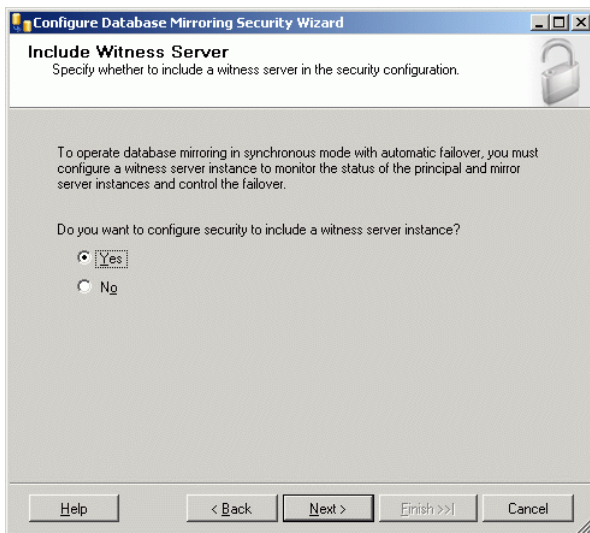 Configure Database Mirroring Security Wizard
Include Witness Server
Specify whether to include a witness server in the security configuration.
To operate database mirroring in synchronous mode with automatic failover, you must
configure a witness server instance to monitor the status of the principal and mirror
server instances and control the failover.
Do you want to configure security to include a witness server instance?
Yes
No
Help
< Back
Next >
Finish >>|
Cancel